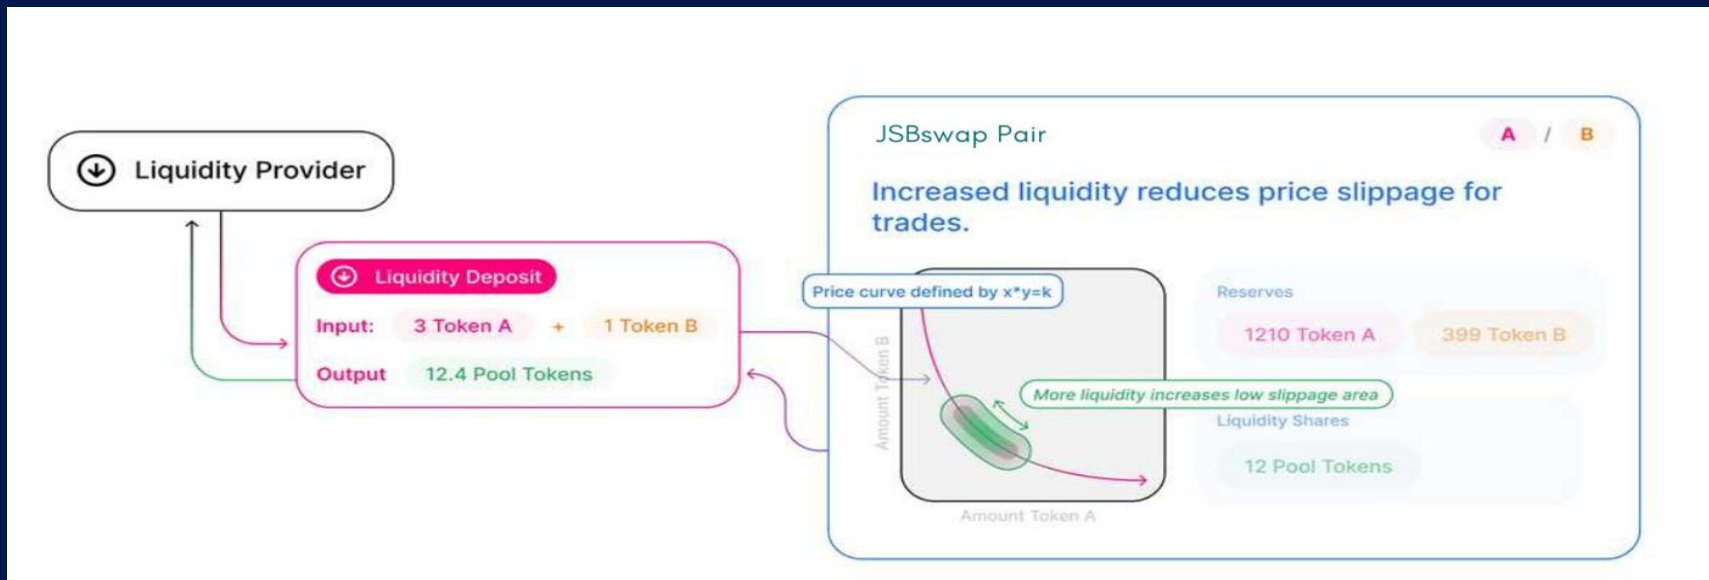 Liquidity Provider
Liquidity Deposit
Input: 3 Token A + 1 Token B
Output 12.4 Pool Tokens
JSBswap Pair
A / B
Increased liquidity reduces price slippage for
trades.
Price curve defined by x*y=k
Amount Token B
Amount Token A
More liquidity increases low slippage area
Reserves
1210 Token A 399 Token B
Liquidity Shares
12 Pool Tokens